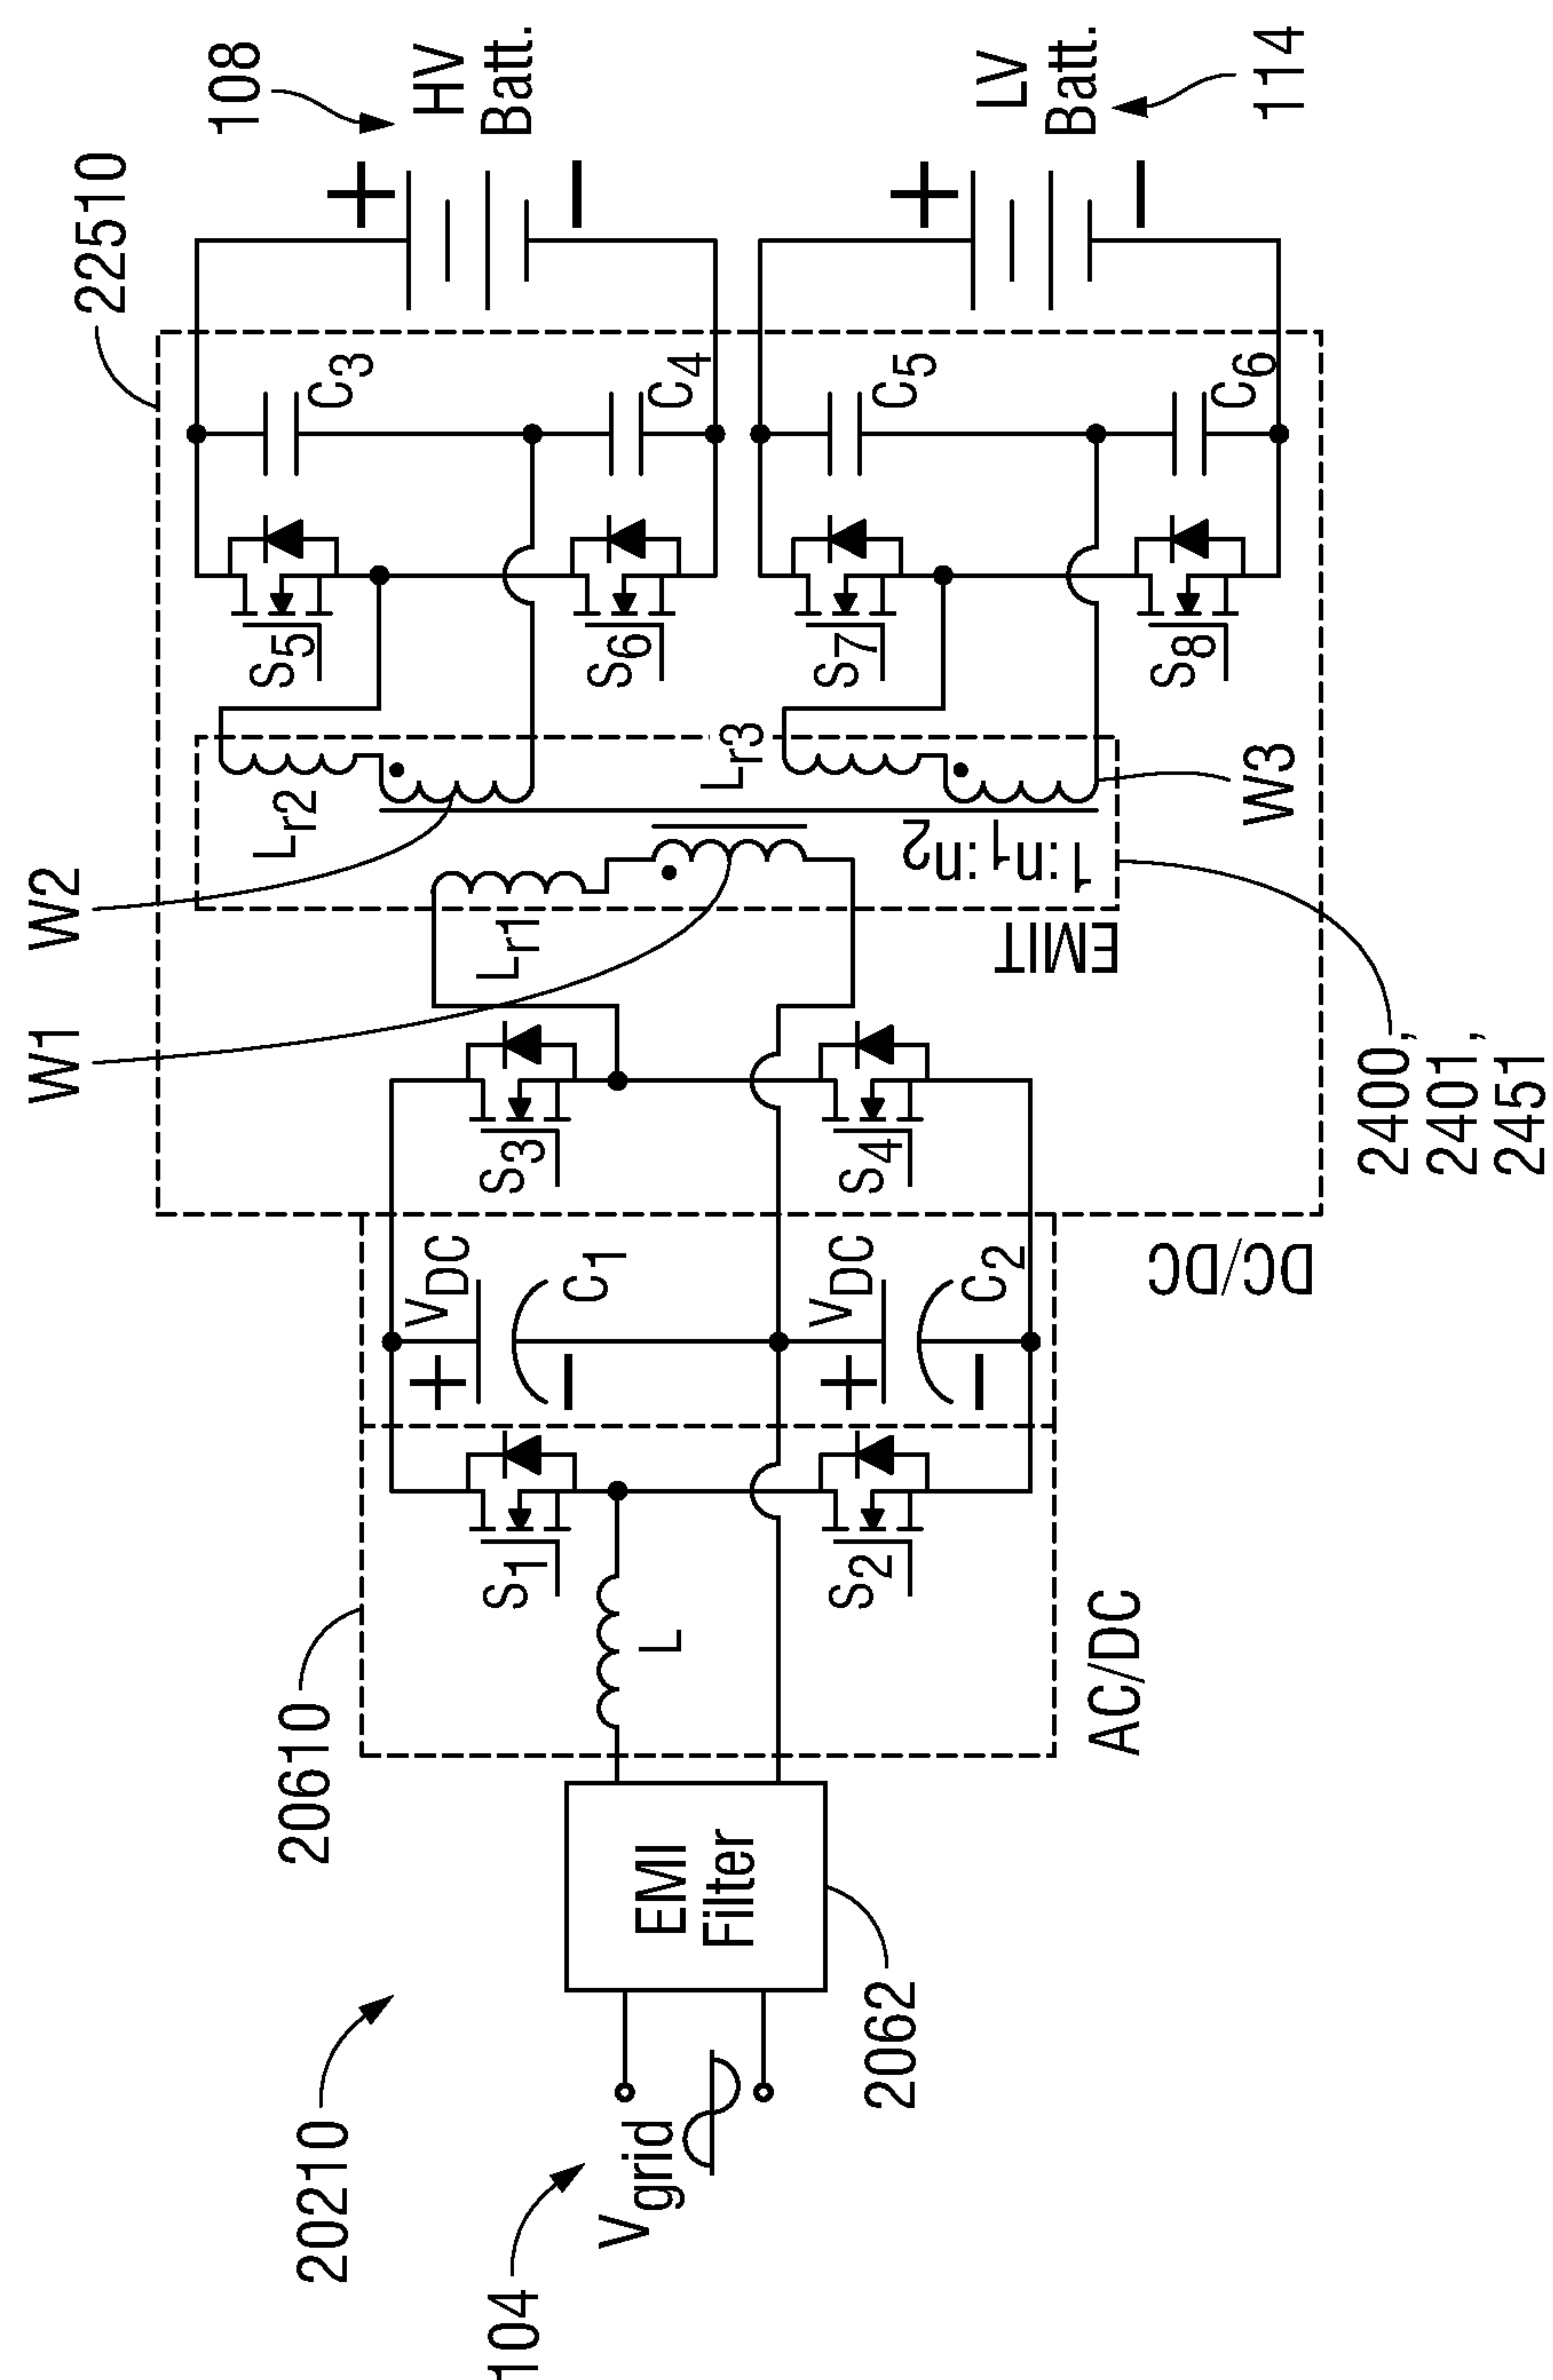 20210
104
Vgrid
EMI
Filter
2062
20610
L
S1
S2
AC/DC
+
VDC
−
C1
+
VDC
−
C2
DC/DC
S3
S4
W1
W2
Lr1
Lr2
Lr3
1:n1:n2
EMIT
W3
2400,
2401,
2451
22510
S5
S6
S7
S8
C3
C4
C5
C6
+
−
108
HV
Batt.
+
−
LV
Batt.
114